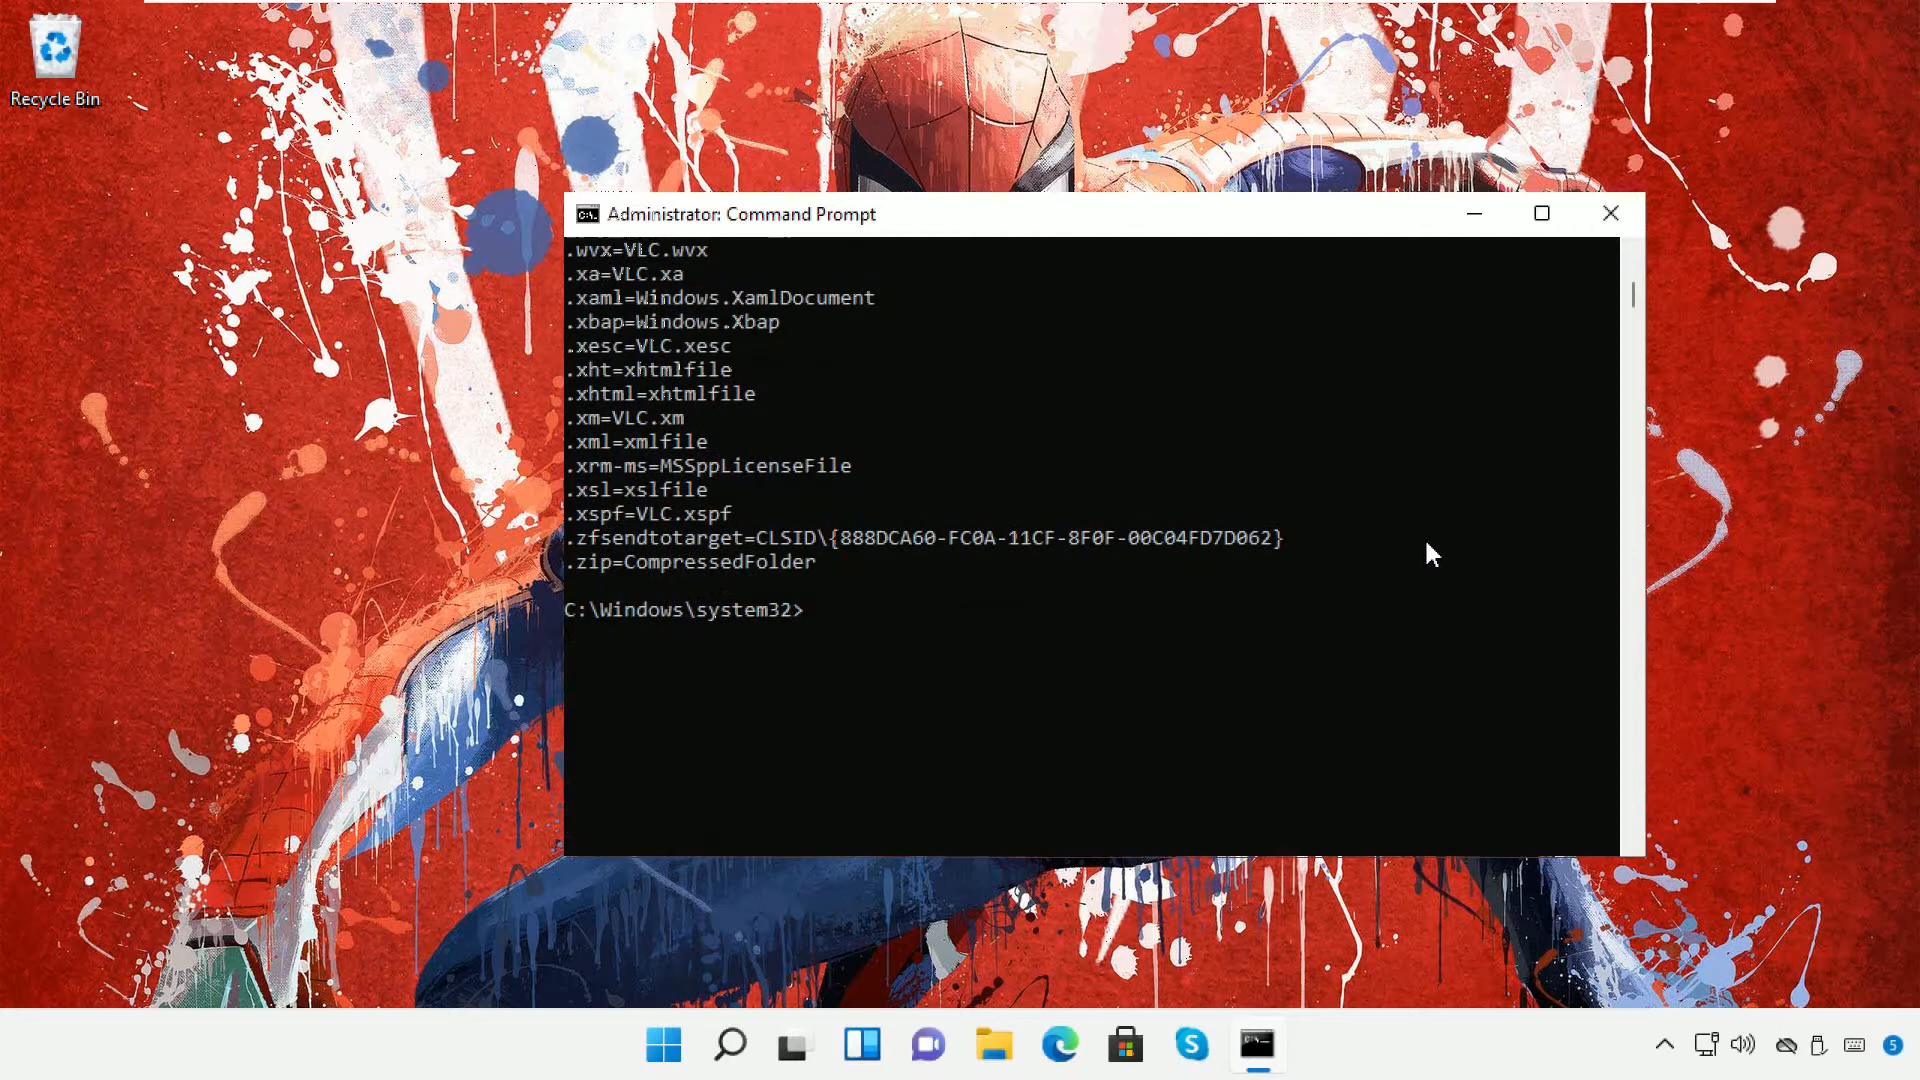 Recycle Bin
Administrator: Command Prompt
.wvx=VLC.wvx
.xa=VLC.xa
.xaml=Windows.XamlDocument
.xbap=Windows.Xbap
.xesc=VLC.xesc
.xht=xhtmlfile
.xhtml=xhtmlfile
.xm=VLC.xm
.xml=xmlfile
.xrm-ms=MSSppLicenseFile
.xsl=xslfile
.xspf=VLC.xspf
.zfsendtotarget=CLSID\{888DCA60-FC0A-11CF-8F0F-00C04FD7D062}
.zip=CompressedFolder
C:\Windows\system32>
5